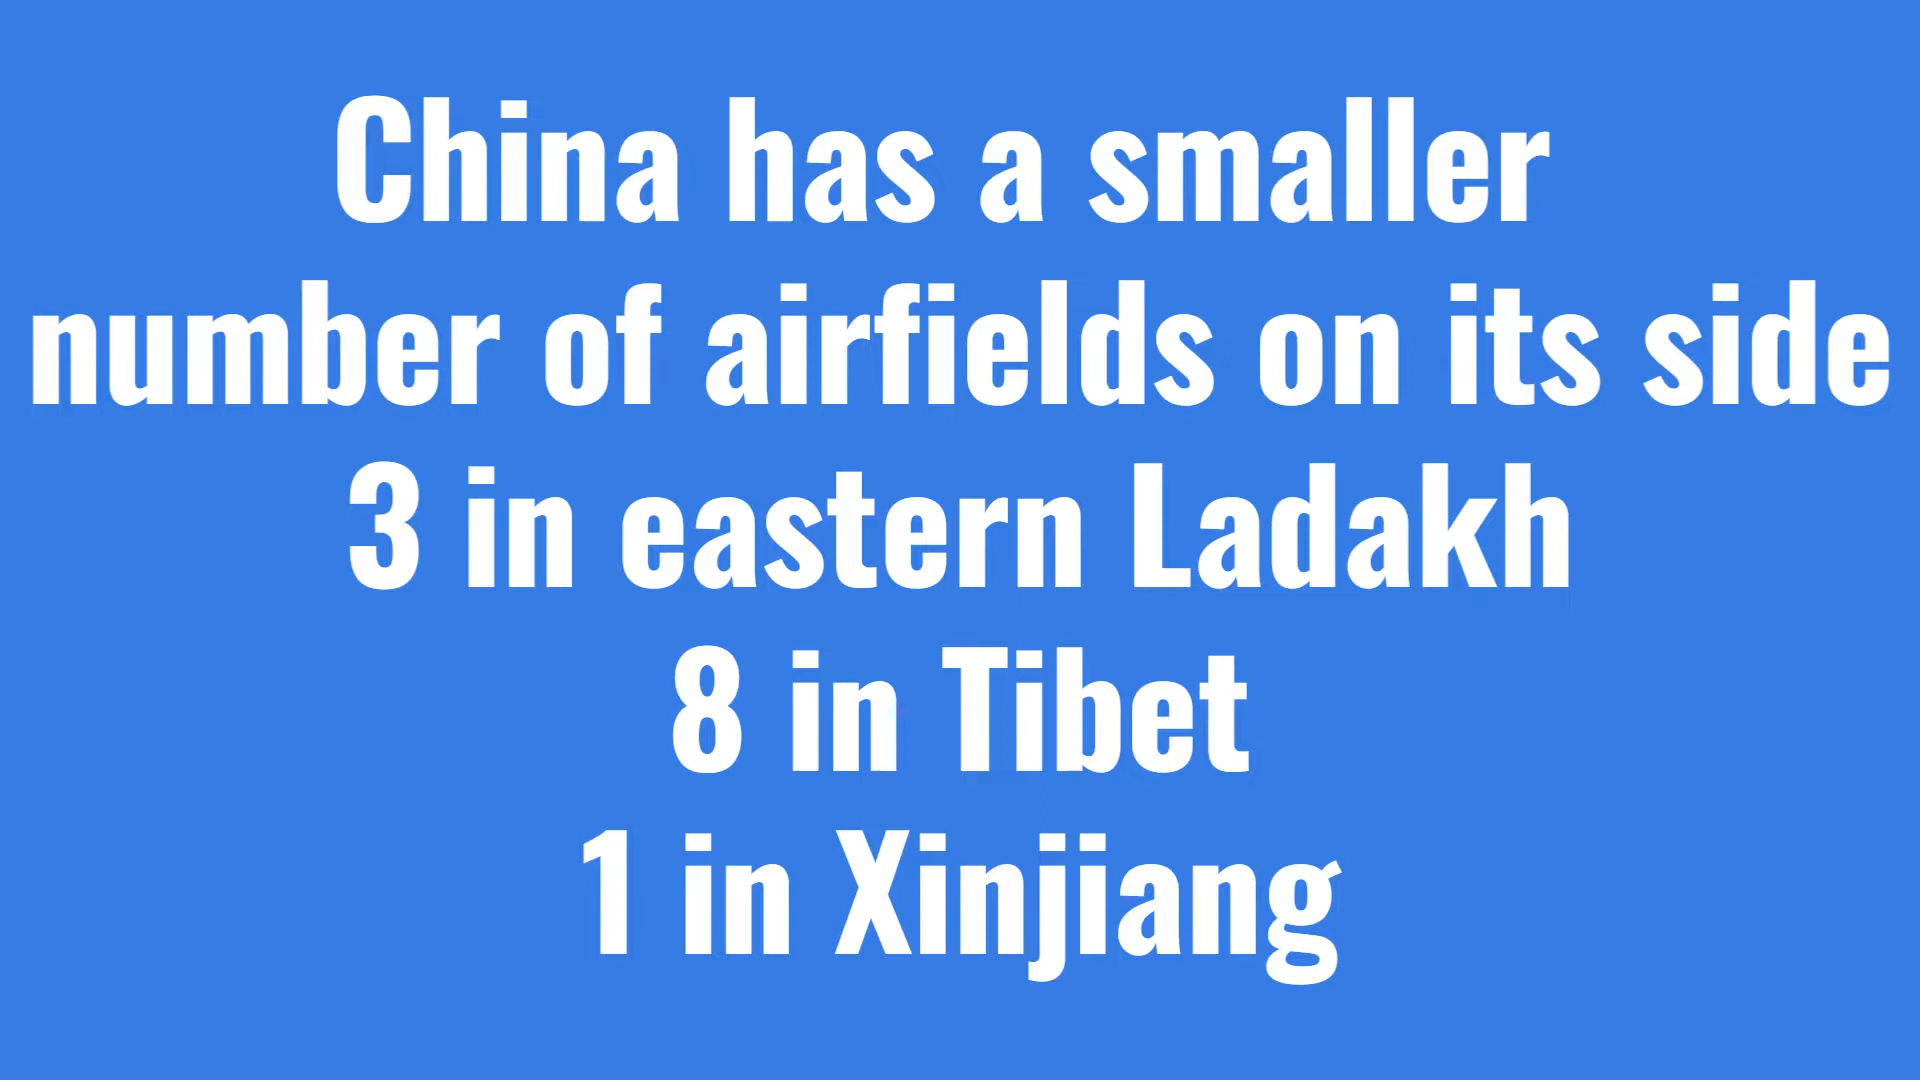 China has a smaller
number of airfields on its side
3 in eastern Ladakh
8 in Tibet
1 in Xinjiang